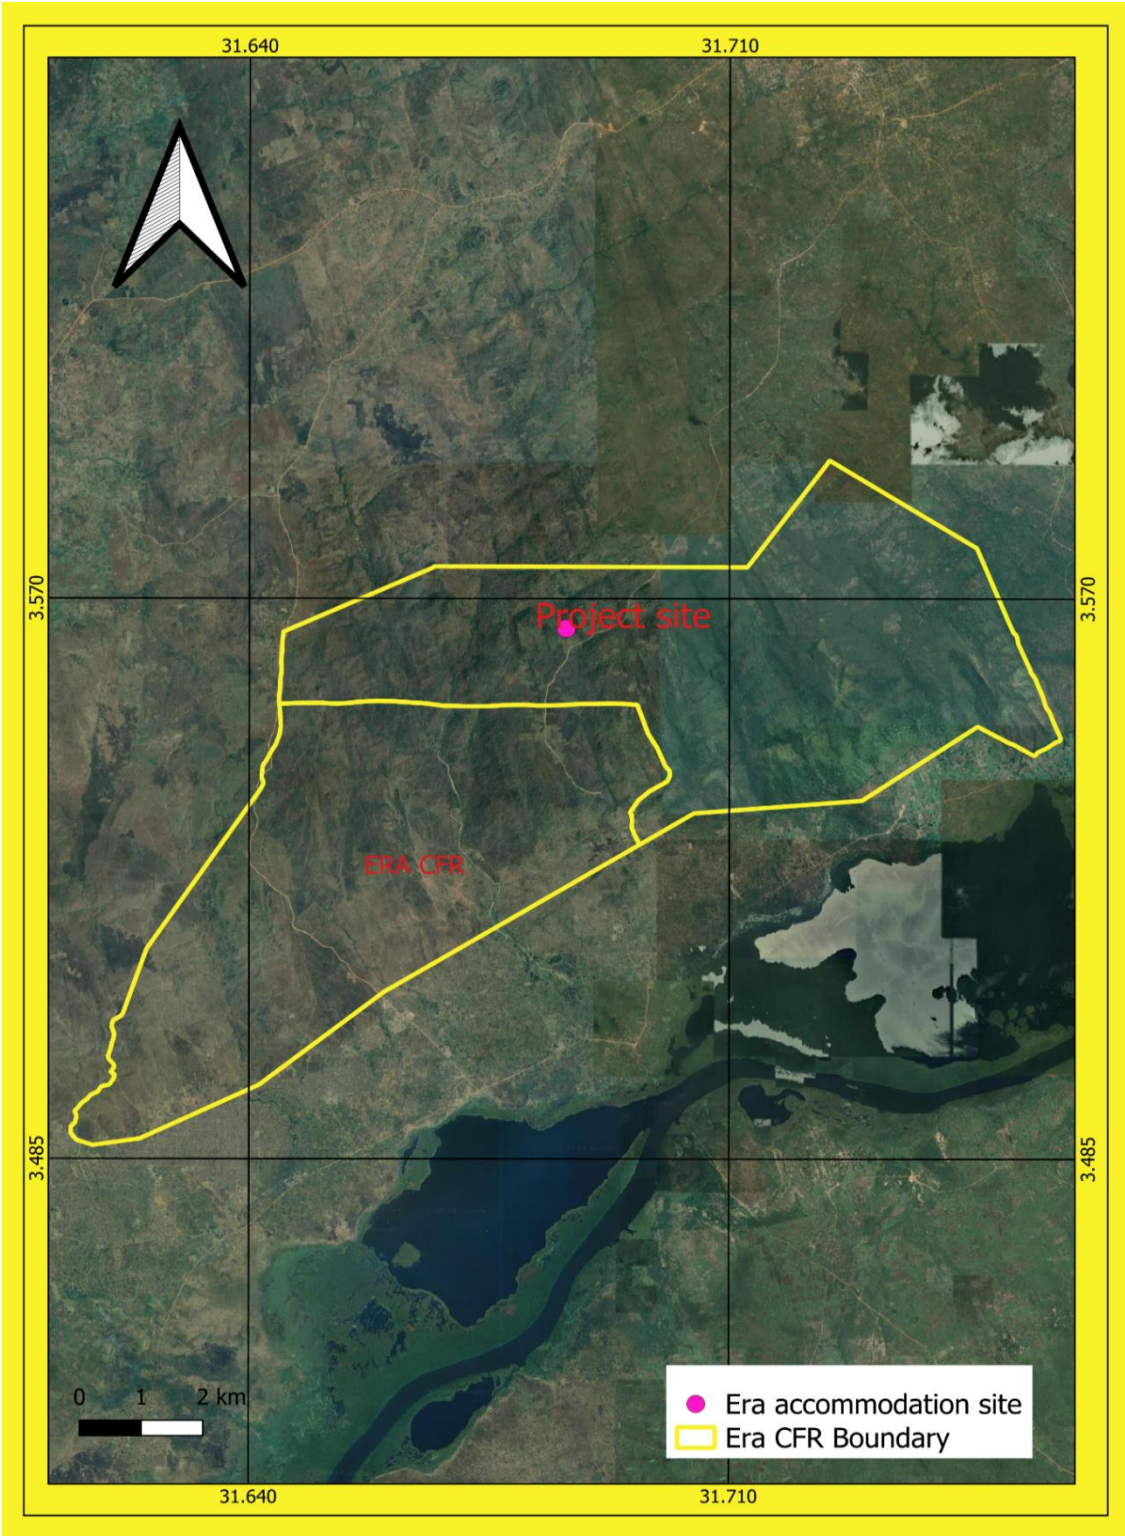 31.640
31.710
3.570
3.570
Project site
ERA CFR
3.485
3.485
0 1 2 km
Era accommodation site
Era CFR Boundary
31.640
31.710